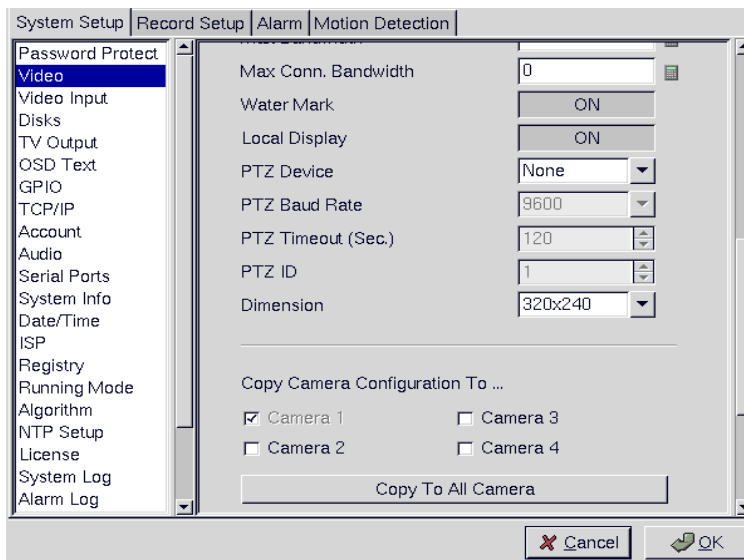 System Setup Record Setup Alarm Motion Detection
Password Protect
Video
Video Input
Disks
TV Output
OSD Text
GPIO
TCP/IP
Account
Audio
Serial Ports
System Info
Date/Time
ISP
Registry
Running Mode
Algorithm
NTP Setup
License
System Log
Alarm Log
Max Conn. Bandwidth 0
Water Mark ON
Local Display ON
PTZ Device None
PTZ Baud Rate 9600
PTZ Timeout (Sec.) 120
PTZ ID 1
Dimension 320x240
Copy Camera Configuration To ...
Camera 1 Camera 3
Camera 2 Camera 4
Copy To All Camera
Cancel OK